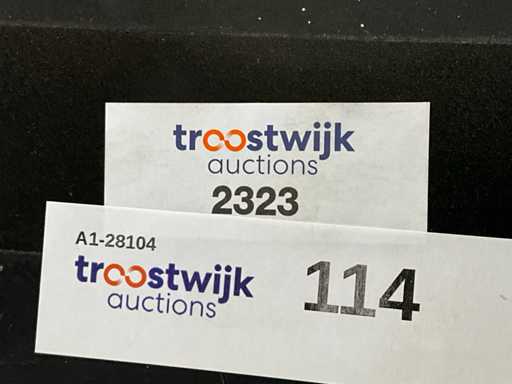 troostwijk
auctions
2323
A1-28104
troostwijk
auctions
114